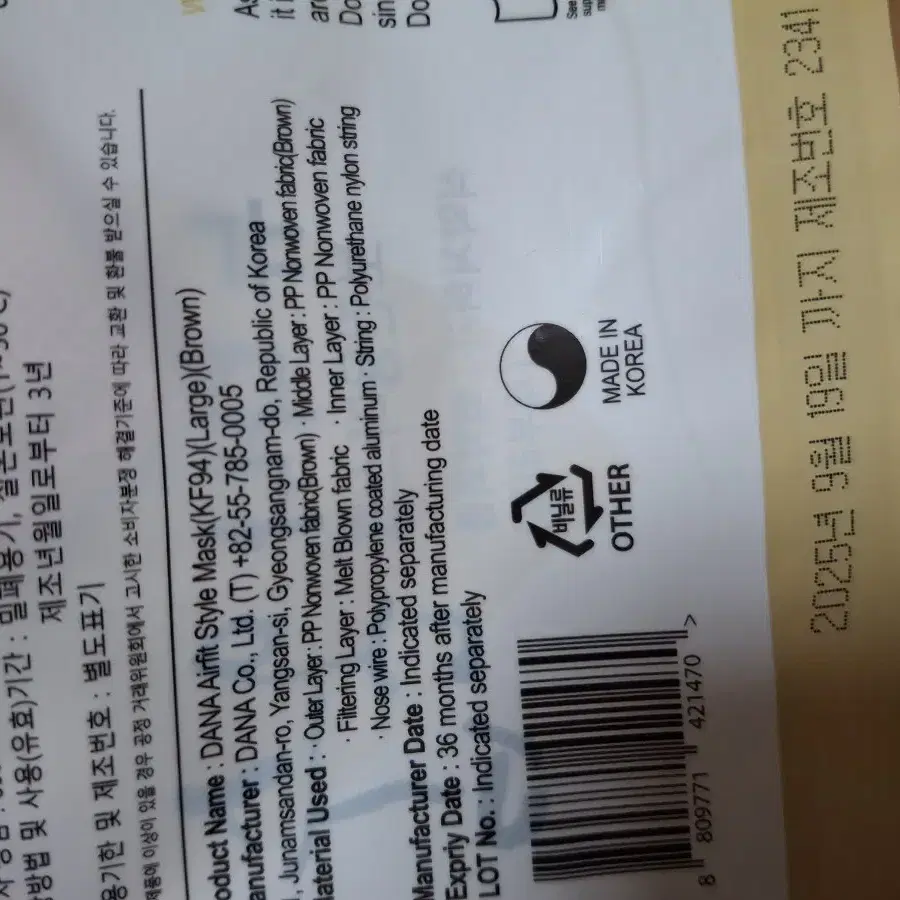 방법 및 사용(유효)기간 : 밀폐용기,
제조년월일로부터 3년
용기한 및 제조번호 : 별도표기
제품에 이상이 있을 경우 공정 거래위원회에서 고시한 소비자분쟁 해결기준에 따라 교환 및 환불 받으실 수 있습니다.
oduct Name : DANA Airfit Style Mask(KF94)(Large)(Brown)
anufacturer : DANA Co., Ltd. (T) +82-55-785-0005
, Junamsandan-ro, Yangsan-si, Gyeongsangnam-do, Republic of Korea
aterial Used : · Outer Layer : PP Nonwoven fabric(Brown) · Middle Layer : PP Nonwoven fabric(Brown)
· Filtering Layer : Melt Blown fabric · Inner Layer : PP Nonwoven fabric
· Nose wire : Polypropylene coated aluminum · String : Polyurethane nylon string
Manufacturer Date : Indicated separately
Expriy Date : 36 months after manufacturing date
LOT No. : Indicated separately
8 809771 421470 >
비닐류
OTHER
MADE IN
KOREA
As
it i
ar
Do
sin
Do
See
sup
2025년 9월 19일 까지 제조번호 2341